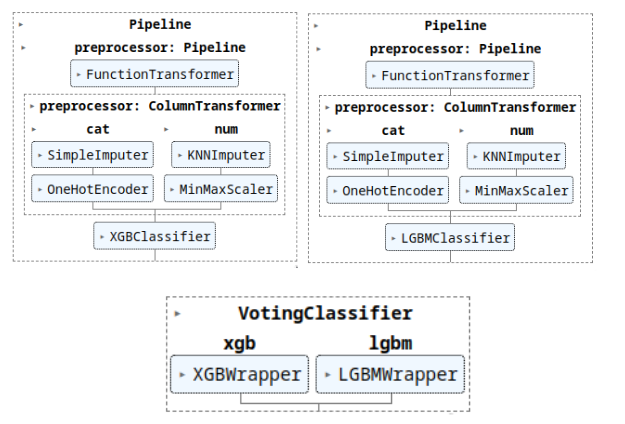 Pipeline
preprocessor: Pipeline
FunctionTransformer
preprocessor: ColumnTransformer
cat num
SimpleImputer KNNImputer
OneHotEncoder MinMaxScaler
XGBClassifier
Pipeline
preprocessor: Pipeline
FunctionTransformer
preprocessor: ColumnTransformer
cat num
SimpleImputer KNNImputer
OneHotEncoder MinMaxScaler
LGBMClassifier
VotingClassifier
xgb lgbm
XGBWrapper LGBMWrapper